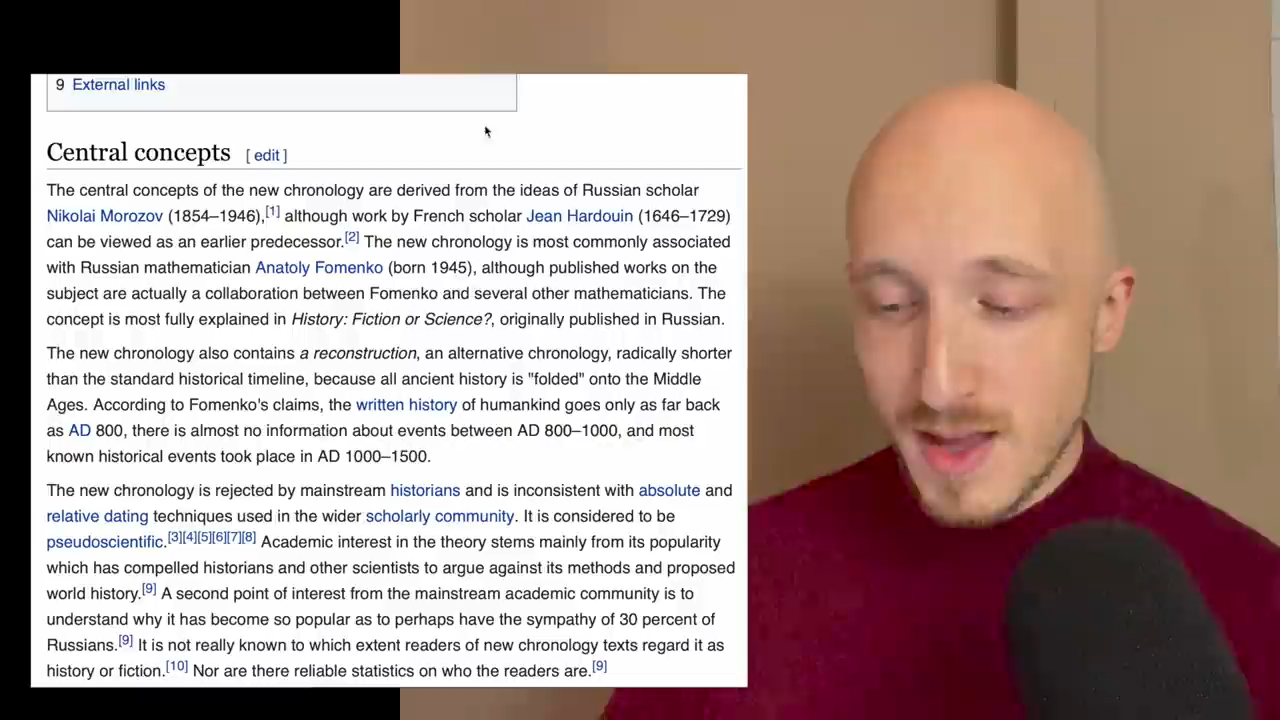 9 External links
Central concepts [ edit ]
The central concepts of the new chronology are derived from the ideas of Russian scholar
Nikolai Morozov (1854–1946),[1] although work by French scholar Jean Hardouin (1646–1729)
can be viewed as an earlier predecessor.[2] The new chronology is most commonly associated
with Russian mathematician Anatoly Fomenko (born 1945), although published works on the
subject are actually a collaboration between Fomenko and several other mathematicians. The
concept is most fully explained in History: Fiction or Science?, originally published in Russian.
The new chronology also contains a reconstruction, an alternative chronology, radically shorter
than the standard historical timeline, because all ancient history is "folded" onto the Middle
Ages. According to Fomenko's claims, the written history of humankind goes only as far back
as AD 800, there is almost no information about events between AD 800–1000, and most
known historical events took place in AD 1000–1500.
The new chronology is rejected by mainstream historians and is inconsistent with absolute and
relative dating techniques used in the wider scholarly community. It is considered to be
pseudoscientific.[3][4][5][6][7][8] Academic interest in the theory stems mainly from its popularity
which has compelled historians and other scientists to argue against its methods and proposed
world history.[9] A second point of interest from the mainstream academic community is to
understand why it has become so popular as to perhaps have the sympathy of 30 percent of
Russians.[9] It is not really known to which extent readers of new chronology texts regard it as
history or fiction.[10] Nor are there reliable statistics on who the readers are.[9]